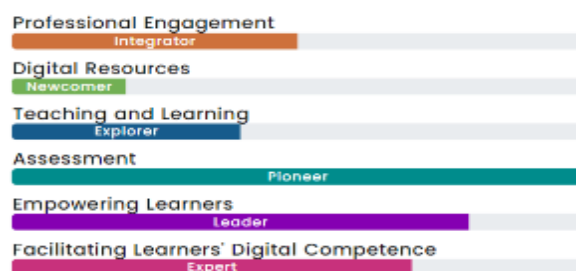 Professional Engagement
Integrator
Digital Resources
Newcomer
Teaching and Learning
Explorer
Assessment
Pioneer
Empowering Learners
Leader
Facilitating Learners' Digital Competence
Expert